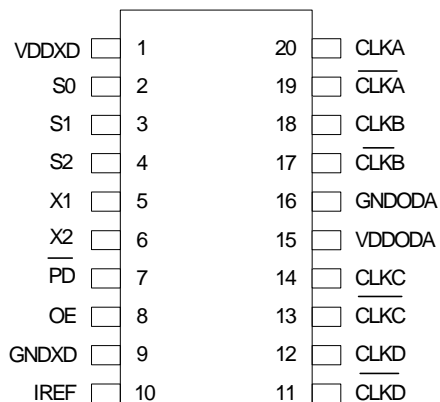 VDDXD 1 20 CLKA
S0 2 19 CLKA
S1 3 18 CLKB
S2 4 17 CLKB
X1 5 16 GNDODA
X2 6 15 VDDODA
PD 7 14 CLKC
OE 8 13 CLKC
GNDXD 9 12 CLKD
IREF 10 11 CLKD